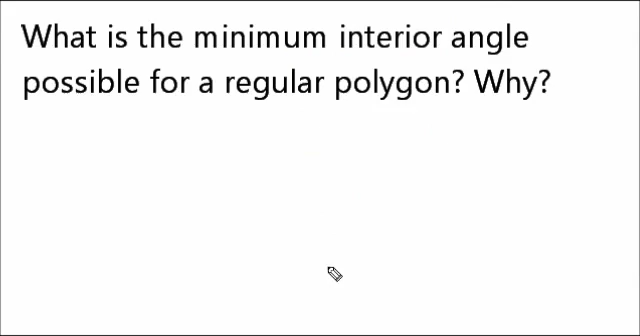 What is the minimum interior angle
possible for a regular polygon? Why?